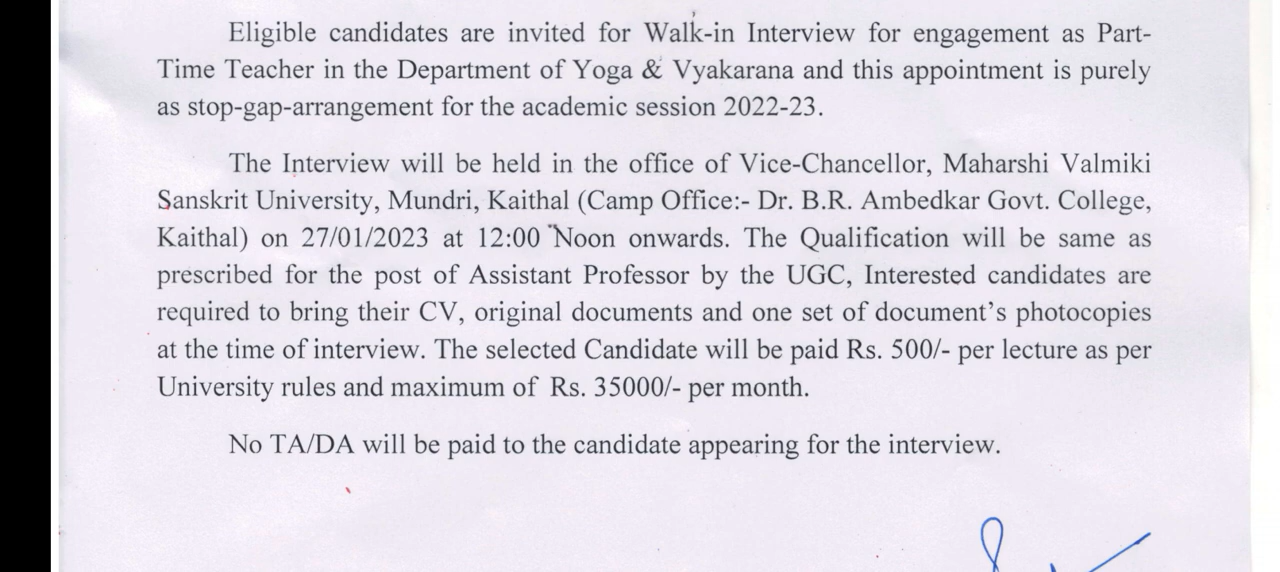 Eligible candidates are invited for Walk-in Interview for engagement as Part-
Time Teacher in the Department of Yoga & Vyakarana and this appointment is purely
as stop-gap-arrangement for the academic session 2022-23.
The Interview will be held in the office of Vice-Chancellor, Maharshi Valmiki
Sanskrit University, Mundri, Kaithal (Camp Office:- Dr. B.R. Ambedkar Govt. College,
Kaithal) on 27/01/2023 at 12:00 Noon onwards. The Qualification will be same as
prescribed for the post of Assistant Professor by the UGC, Interested candidates are
required to bring their CV, original documents and one set of document’s photocopies
at the time of interview. The selected Candidate will be paid Rs. 500/- per lecture as per
University rules and maximum of Rs. 35000/- per month.
No TA/DA will be paid to the candidate appearing for the interview.